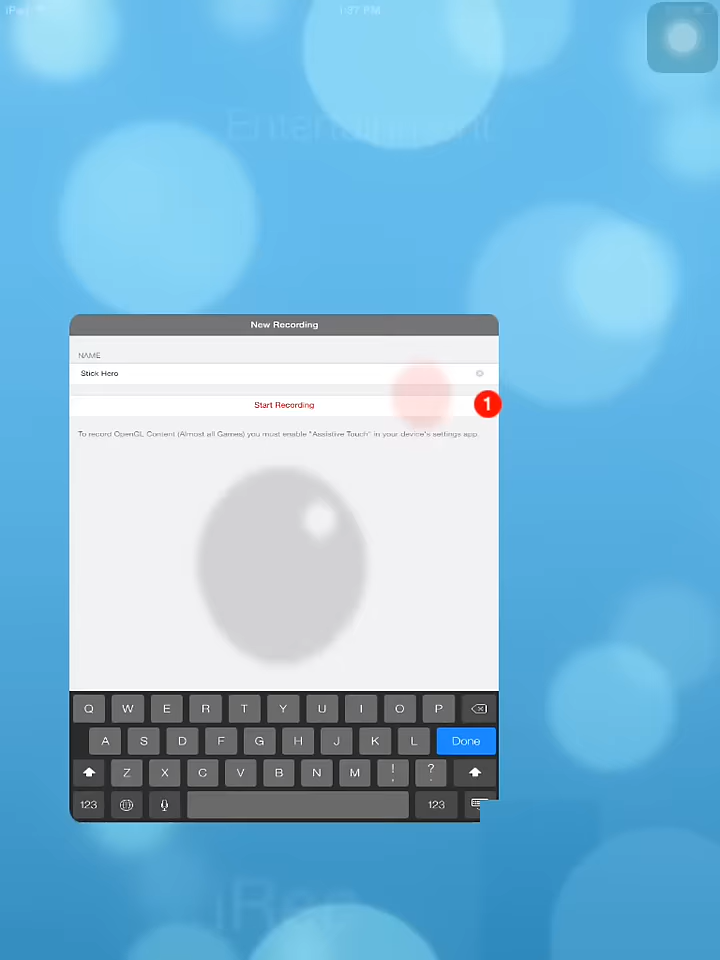 iPad 1:37 PM
Entertainment
New Recording
NAME
Stick Hero
Start Recording
1
To record OpenGL Content (Almost all Games) you must enable "Assistive Touch" in your device's settings app.
Q W E R T Y U I O P
A S D F G H J K L Done
Z X C V B N M ! , ? .
123 123
iRec